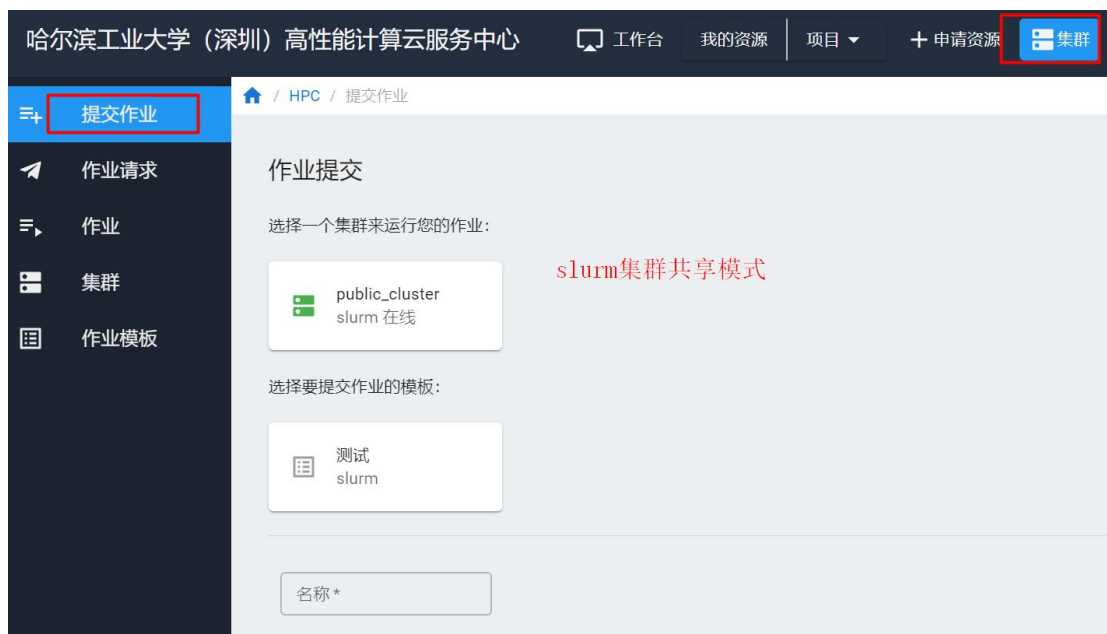 哈尔滨工业大学（深圳）高性能计算云服务中心 工作台 我的资源 项目 申请资源 集群
/ HPC / 提交作业
提交作业
作业请求
作业
集群
作业模板
作业提交
选择一个集群来运行您的作业:
slurm集群共享模式
public_cluster
slurm 在线
选择要提交作业的模板:
测试
slurm
名称*